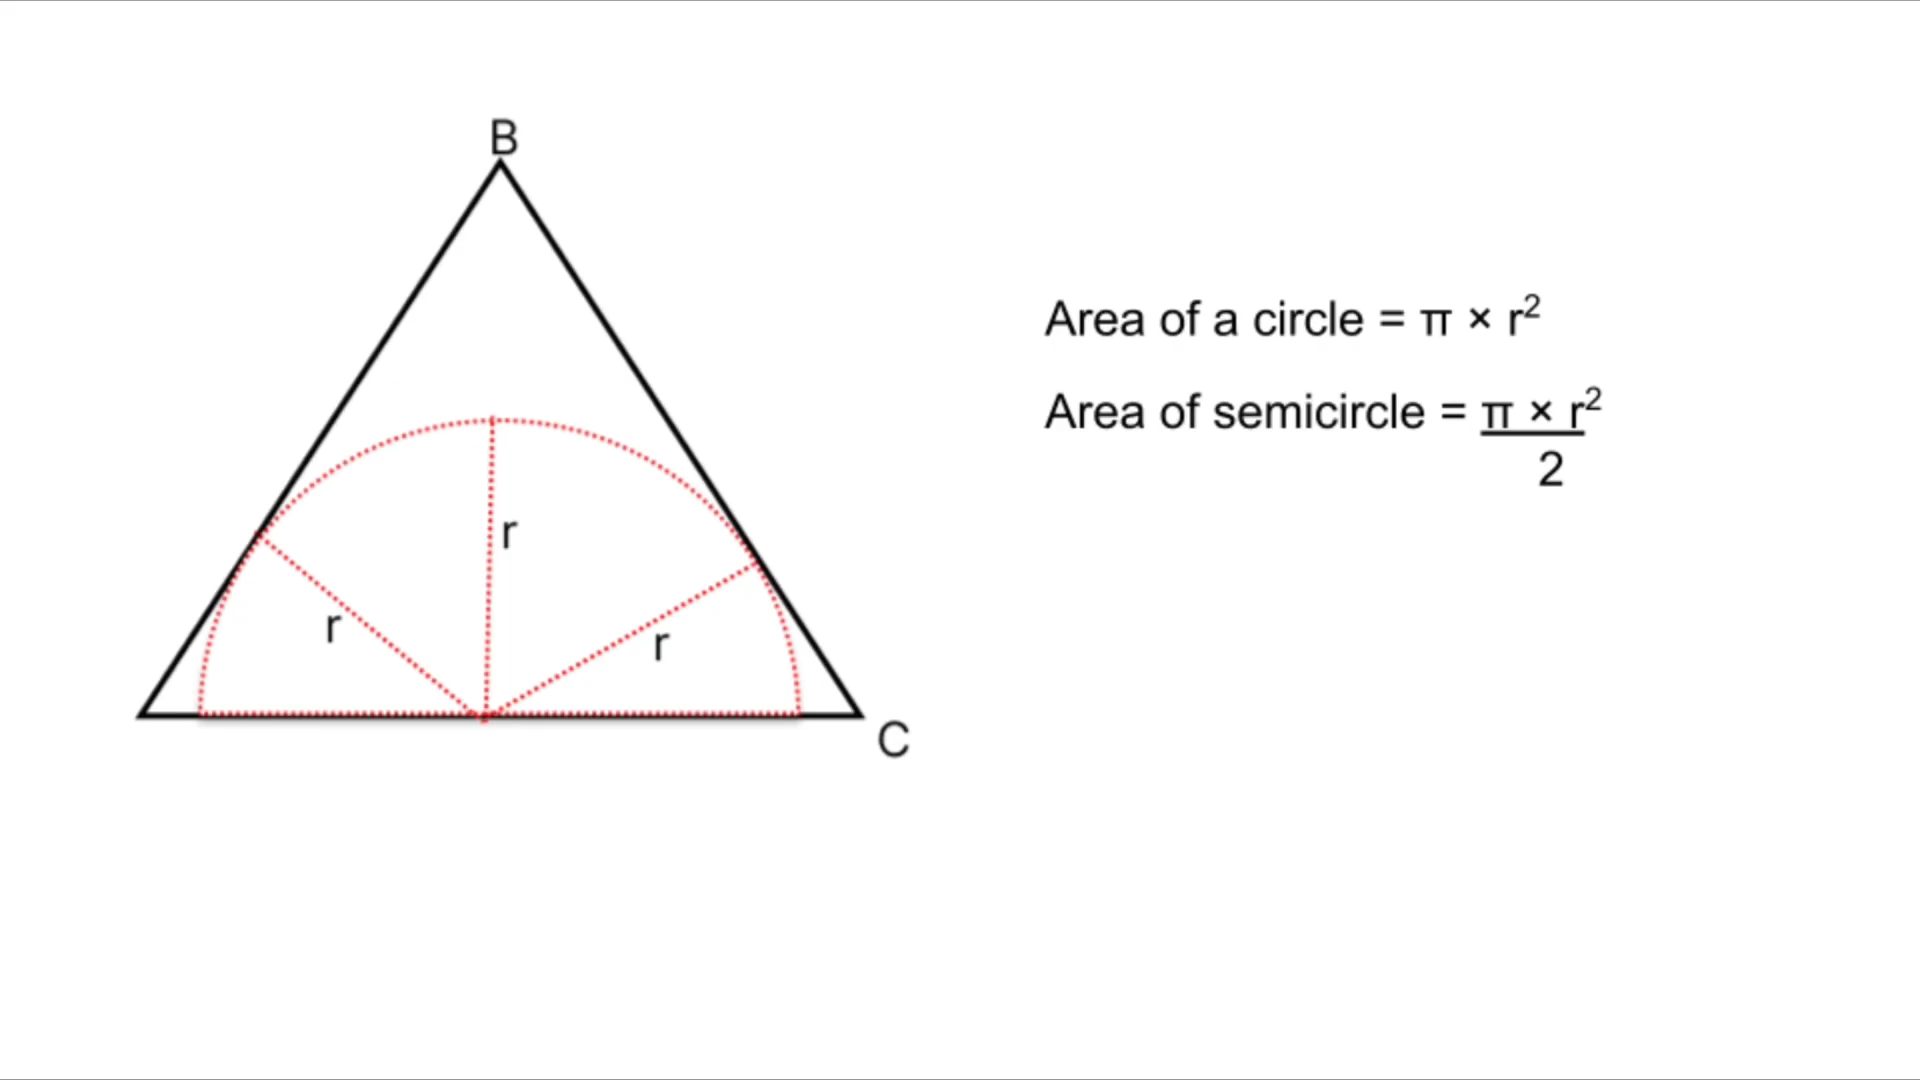 B
Area of a circle = π × r²
Area of semicircle = π × r²
2
r
r
r
C